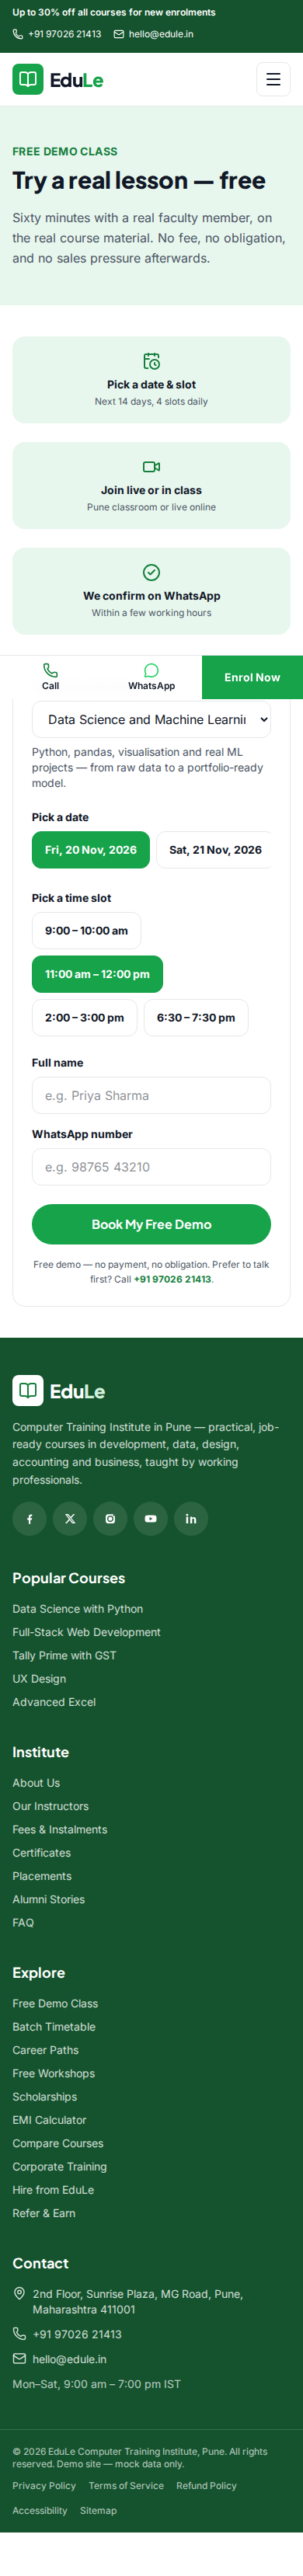 Up to 30% off all courses for new enrolments
+91 97026 21413 hello@edule.in
EduLe
FREE DEMO CLASS
Try a real lesson — free
Sixty minutes with a real faculty member, on
the real course material. No fee, no obligation,
and no sales pressure afterwards.
Pick a date & slot
Next 14 days, 4 slots daily
Join live or in class
Pune classroom or live online
We confirm on WhatsApp
Within a few working hours
Call WhatsApp Enrol Now
Data Science and Machine Learnin
Python, pandas, visualisation and real ML
projects — from raw data to a portfolio-ready
model.
Pick a date
Fri, 20 Nov, 2026 Sat, 21 Nov, 2026
Pick a time slot
9:00 – 10:00 am
11:00 am – 12:00 pm
2:00 – 3:00 pm 6:30 – 7:30 pm
Full name
e.g. Priya Sharma
WhatsApp number
e.g. 98765 43210
Book My Free Demo
Free demo — no payment, no obligation. Prefer to talk
first? Call +91 97026 21413.
EduLe
Computer Training Institute in Pune — practical, job-
ready courses in development, data, design,
accounting and business, taught by working
professionals.
Popular Courses
Data Science with Python
Full-Stack Web Development
Tally Prime with GST
UX Design
Advanced Excel
Institute
About Us
Our Instructors
Fees & Instalments
Certificates
Placements
Alumni Stories
FAQ
Explore
Free Demo Class
Batch Timetable
Career Paths
Free Workshops
Scholarships
EMI Calculator
Compare Courses
Corporate Training
Hire from EduLe
Refer & Earn
Contact
2nd Floor, Sunrise Plaza, MG Road, Pune,
Maharashtra 411001
+91 97026 21413
hello@edule.in
Mon–Sat, 9:00 am – 7:00 pm IST
© 2026 EduLe Computer Training Institute, Pune. All rights
reserved. Demo site — mock data only.
Privacy Policy Terms of Service Refund Policy
Accessibility Sitemap